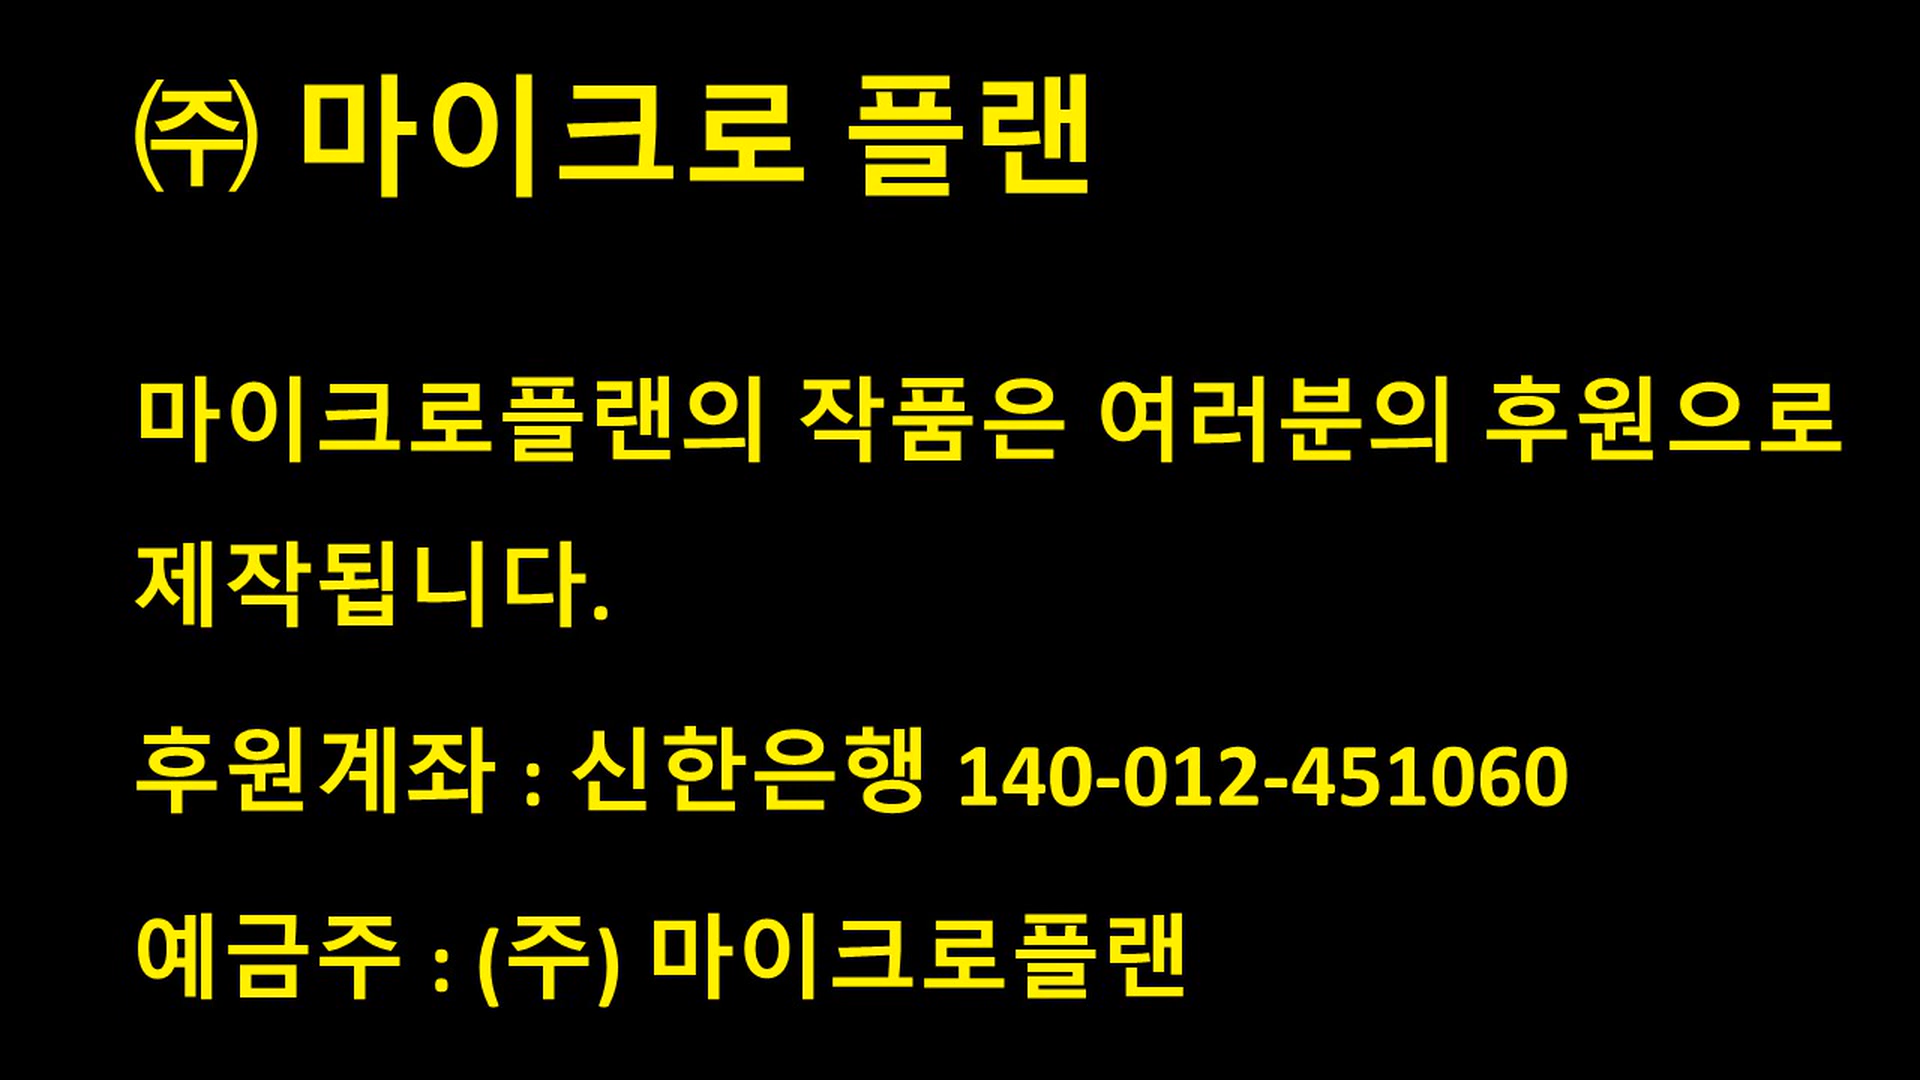 ㈜ 마이크로 플랜
마이크로플랜의 작품은 여러분의 후원으로
제작됩니다.
후원계좌 : 신한은행 140-012-451060
예금주 : (주) 마이크로플랜